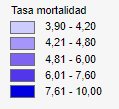 Tasa mortalidad
3,90 - 4,20
4,21 - 4,80
4,81 - 6,00
6,01 - 7,60
7,61 - 10,00